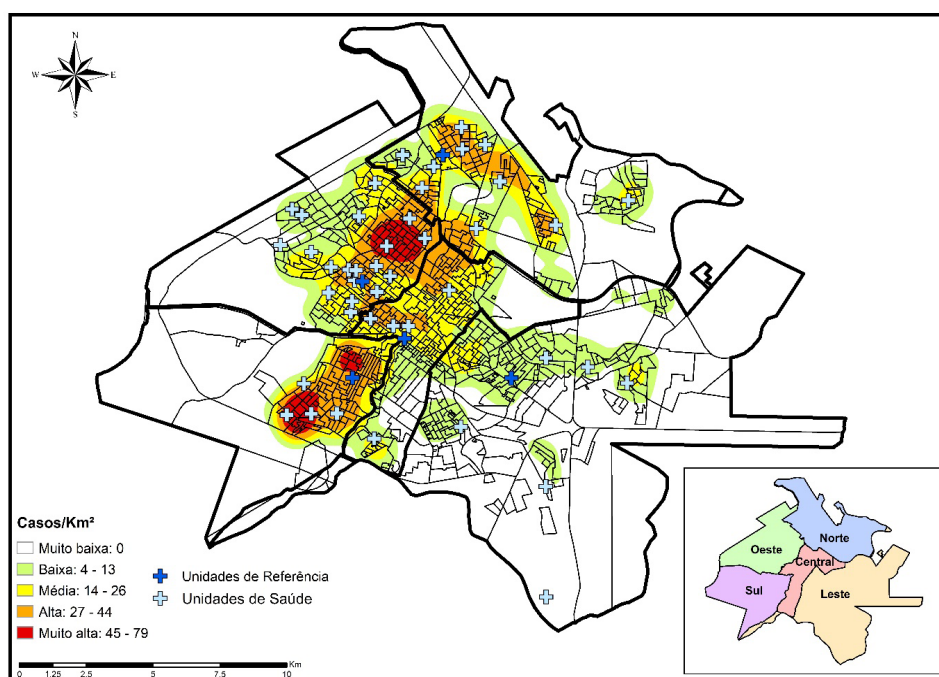 N
W E
S
Casos/Km²
Muito baixa: 0
Baixa: 4 - 13
Média: 14 - 26
Alta: 27 - 44
Muito alta: 45 - 79
Unidades de Referência
Unidades de Saúde
Km
0 1.25 2.5 5 7.5 10
Norte
Oeste
Central
Sul
Leste